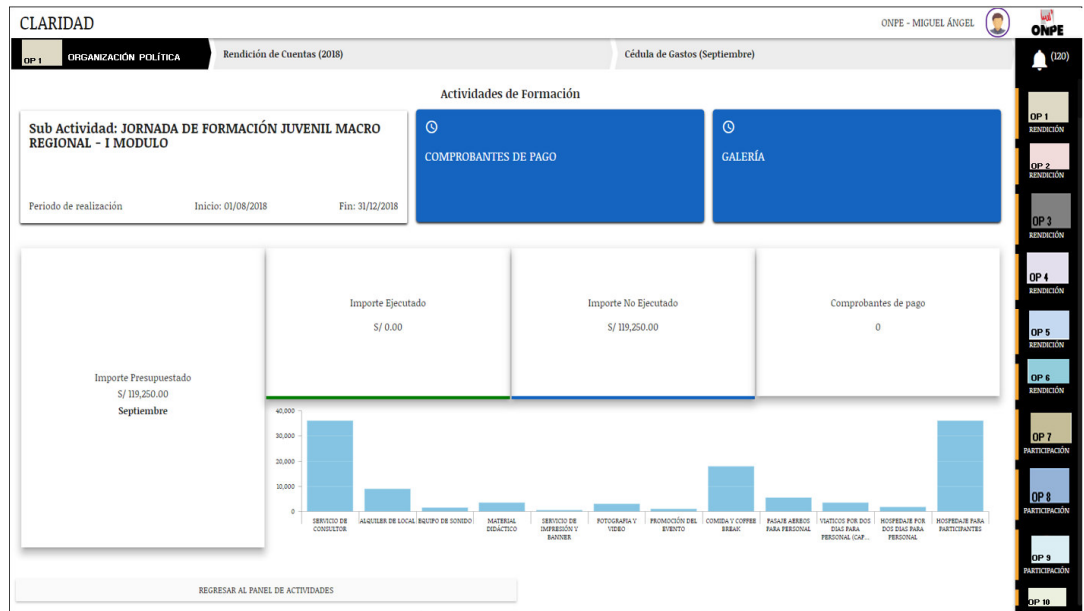 CLARIDAD
ONPE - MIGUEL ÁNGEL
ONPE
OP 1
ORGANIZACIÓN POLÍTICA
Rendición de Cuentas (2018)
Cédula de Gastos (Septiembre)
(120)
Actividades de Formación
Sub Actividad: JORNADA DE FORMACIÓN JUVENIL MACRO
REGIONAL - I MODULO
Periodo de realización
Inicio: 01/08/2018
Fin: 31/12/2018
COMPROBANTES DE PAGO
GALERÍA
Importe Presupuestado
S/ 119,250.00
Septiembre
Importe Ejecutado
S/ 0.00
Importe No Ejecutado
S/ 119,250.00
Comprobantes de pago
0
40,000
30,000
20,000
10,000
0
SERVICIO DE
CONSULTOR
ALQUILER DE LOCAL
EQUIPO DE SONIDO
MATERIAL
DIDÁCTICO
SERVICIO DE
IMPRESIÓN Y
BANNER
FOTOGRAFIA Y
VIDEO
PROMOCIÓN DEL
EVENTO
COMIDA Y COFFEE
BREAK
PASAJE AEREOS
PARA PERSONAL
VIATICOS POR DOS
DIAS PARA
PERSONAL (CAP...
HOSPEDAJE POR
DOS DIAS PARA
PERSONAL
HOSPEDAJE PARA
PARTICIPANTES
REGRESAR AL PANEL DE ACTIVIDADES
OP 1
RENDICIÓN
OP 2
RENDICIÓN
OP 3
RENDICIÓN
OP 4
RENDICIÓN
OP 5
RENDICIÓN
OP 6
RENDICIÓN
OP 7
PARTICIPACIÓN
OP 8
PARTICIPACIÓN
OP 9
PARTICIPACIÓN
OP 10